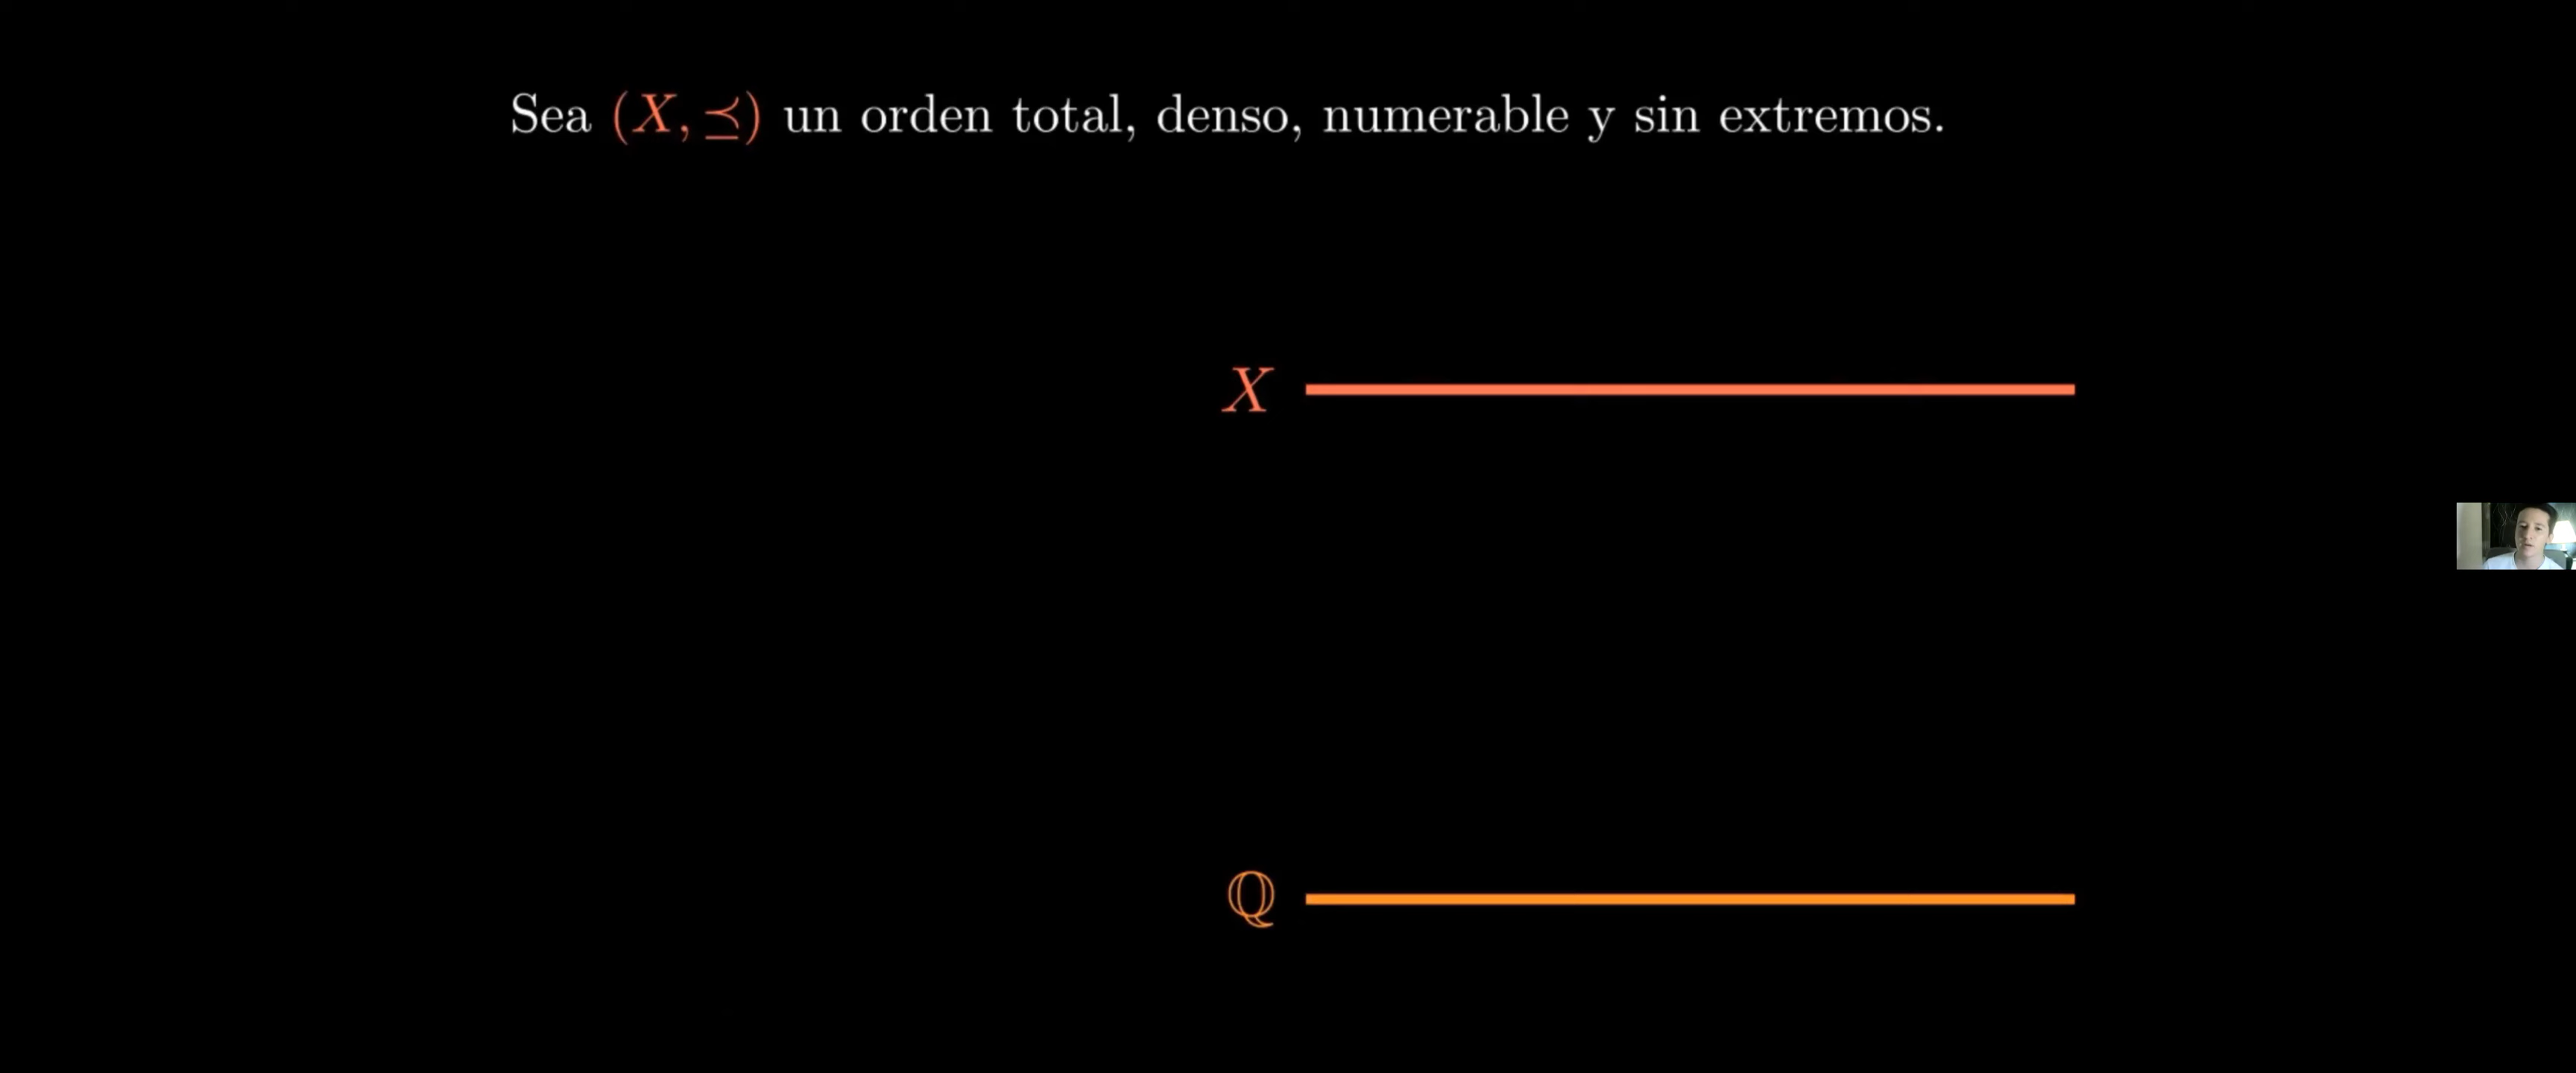 Sea (X, ⪯) un orden total, denso, numerable y sin extremos.
X
ℚ